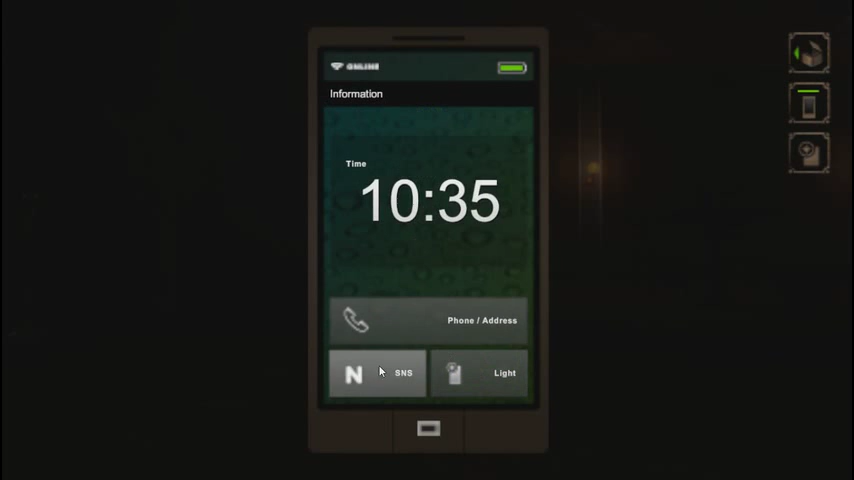 ONLINE
Information
Time
10:35
Phone / Address
N SNS
Light